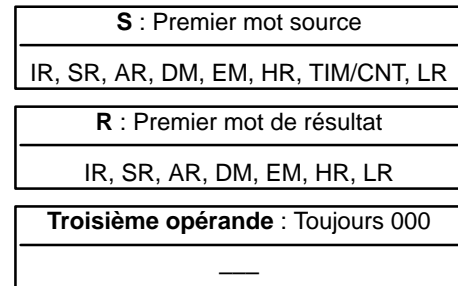 S : Premier mot source
IR, SR, AR, DM, EM, HR, TIM/CNT, LR
R : Premier mot de résultat
IR, SR, AR, DM, EM, HR, LR
Troisième opérande : Toujours 000
___